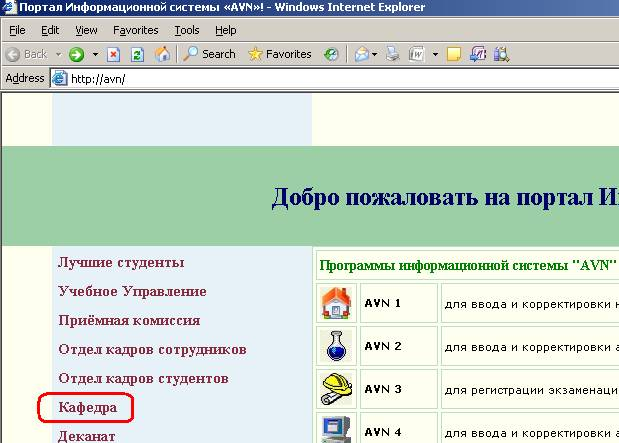 Портал Информационной системы «AVN»! - Windows Internet Explorer
File Edit View Favorites Tools Help
Back Search Favorites
Address http://avn/
Добро пожаловать на портал
Лучшие студенты
Учебное Управление
Приёмная комиссия
Отдел кадров сотрудников
Отдел кадров студентов
Кафедра
Деканат
Программы информационной системы "AVN"
AVN 1 для ввода и корректировки
AVN 2 для ввода и корректировки
AVN 3 для регистрации
AVN 4 для ввода и корректировки